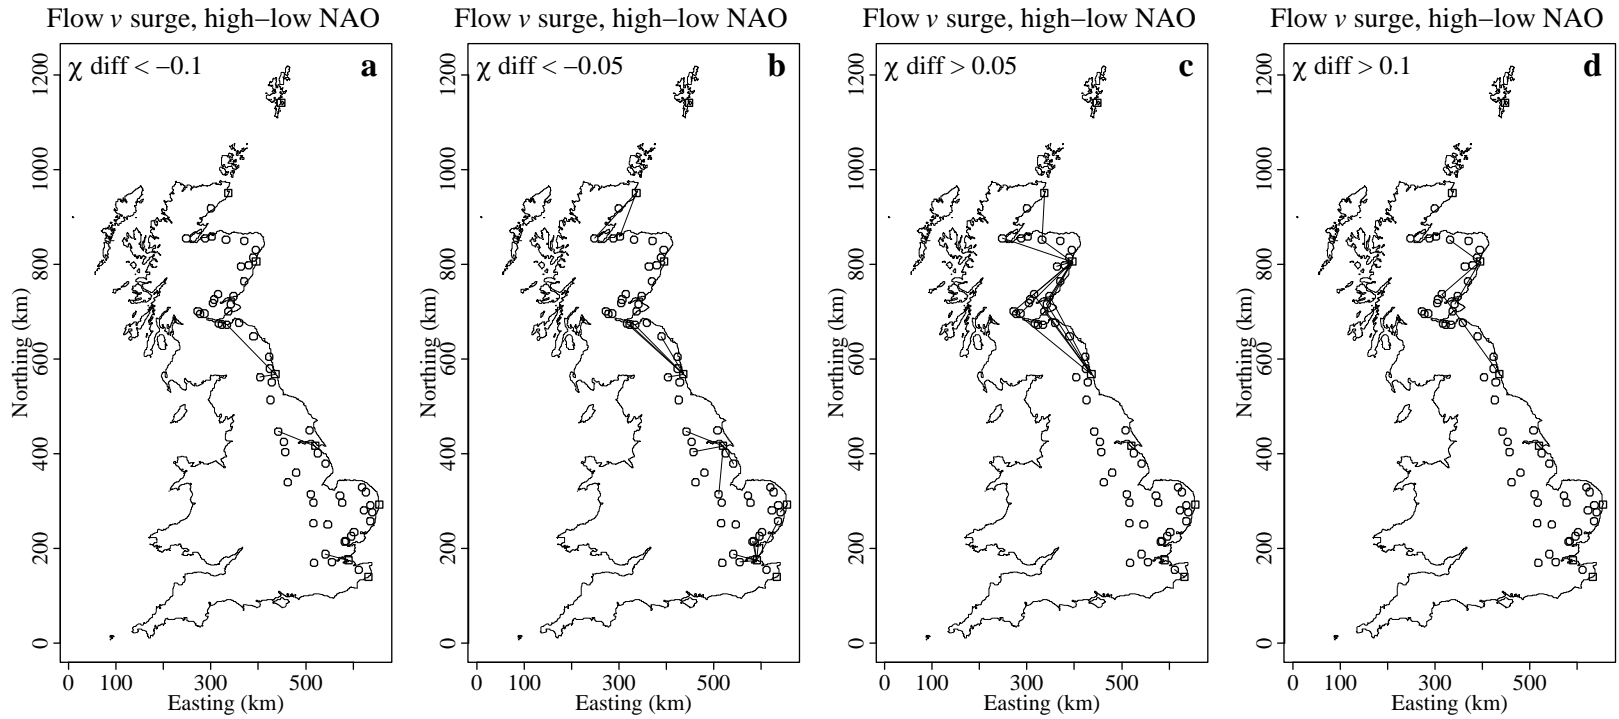 Flow v surge, high−low NAO
χ diff < −0.1
a
1200
1000
800
600
400
200
0
Northing (km)
0 100 300 500
Easting (km)
Flow v surge, high−low NAO
χ diff < −0.05
b
1200
1000
800
600
400
200
0
Northing (km)
0 100 300 500
Easting (km)
Flow v surge, high−low NAO
χ diff > 0.05
c
1200
1000
800
600
400
200
0
Northing (km)
0 100 300 500
Easting (km)
Flow v surge, high−low NAO
χ diff > 0.1
d
1200
1000
800
600
400
200
0
Northing (km)
0 100 300 500
Easting (km)